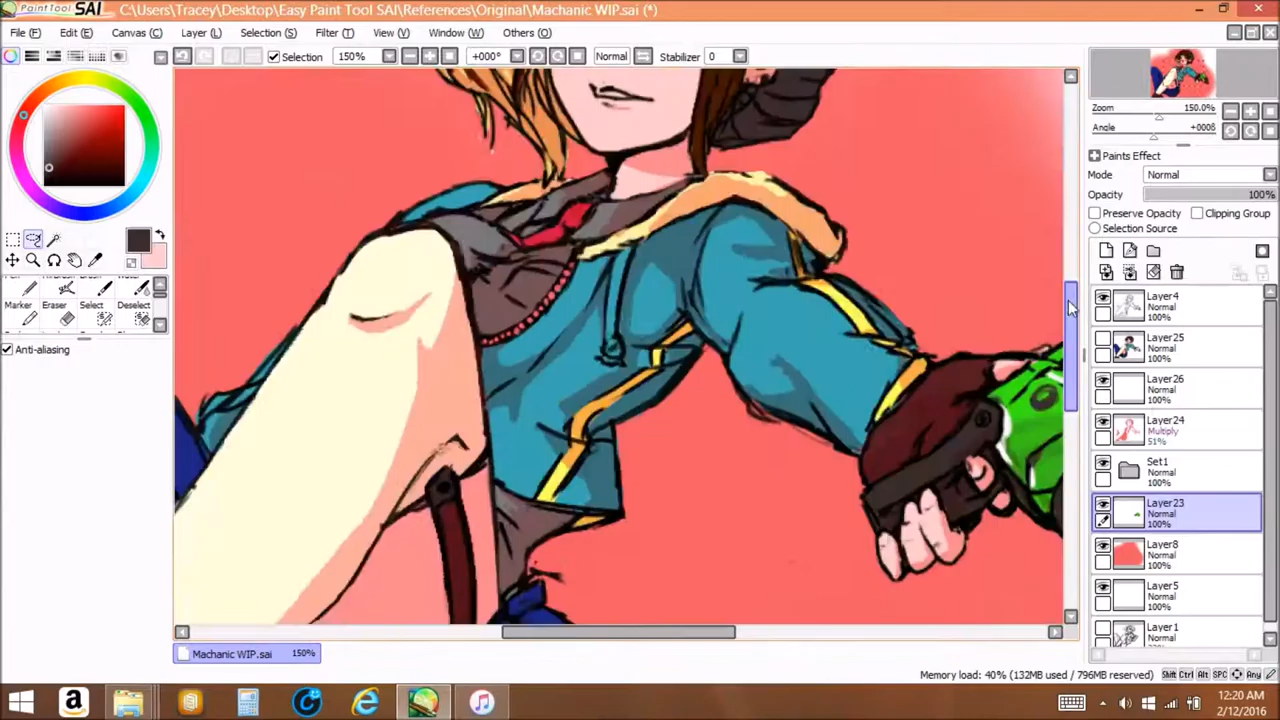 PaintTool SAI C:\Users\Tracey\Desktop\Easy Paint Tool SAI\References\Original\Machanic WIP.sai (*)
File (F) Edit (E) Canvas (C) Layer (L) Selection (S) Filter (T) View (V) Window (W) Others (O)
Selection 150% +000° Normal Stabilizer 0
Zoom 150.0%
Angle +000ß
Paints Effect
Mode Normal
Opacity 100%
Preserve Opacity Clipping Group
Selection Source
Marker Eraser Select Deselect
Anti-aliasing
Layer4
Normal
100%
Layer25
Normal
100%
Layer26
Normal
100%
Layer24
Multiply
51%
Set1
Normal
100%
Layer23
Normal
100%
Layer8
Normal
100%
Layer5
Normal
100%
Layer1
Normal
Machanic WIP.sai 150%
Memory load: 40% (132MB used / 796MB reserved) Shift Ctrl Alt SPC Any
12:20 AM
2/12/2016